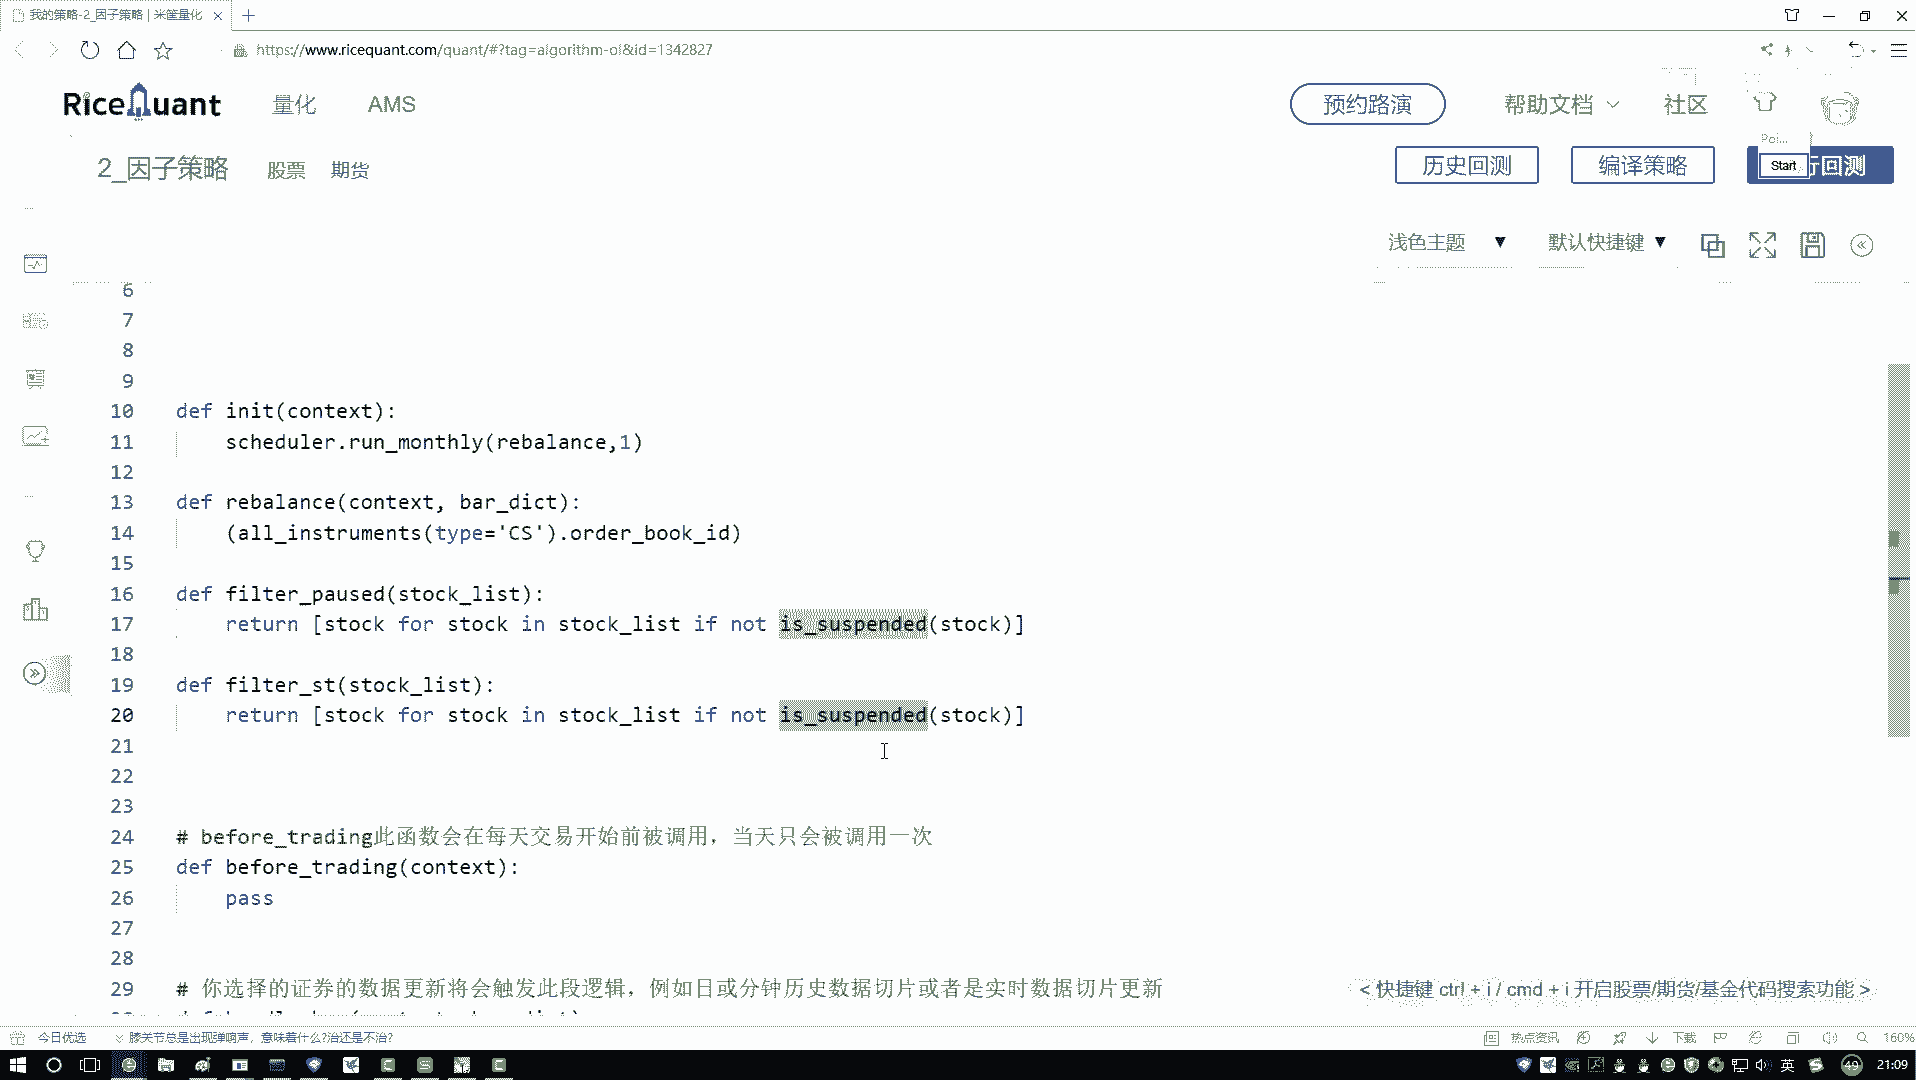 我的策略-2_因子策略 | 米筐量化
https://www.ricequant.com/quant/#?tag=algorithm-ol&id=1342827
RiceQuant 量化 AMS 预约路演 帮助文档 社区
Poi...
2_因子策略 股票 期货 历史回测 编译策略 Start 行回测
浅色主题 ▼ 默认快捷键 ▼
6
7
8
9
10 def init(context):
11 scheduler.run_monthly(rebalance,1)
12
13 def rebalance(context, bar_dict):
14 (all_instruments(type='CS').order_book_id)
15
16 def filter_paused(stock_list):
17 return [stock for stock in stock_list if not is_suspended(stock)]
18
19 def filter_st(stock_list):
20 return [stock for stock in stock_list if not is_suspended(stock)]
21
22
23
24 # before_trading此函数会在每天交易开始前被调用，当天只会被调用一次
25 def before_trading(context):
26 pass
27
28
29 # 你选择的证券的数据更新将会触发此段逻辑，例如日或分钟历史数据切片或者是实时数据切片更新
< 快捷键 ctrl + i / cmd + i 开启股票/期货/基金代码搜索功能 >
今日优选 膝关节总是出现弹响声，意味着什么?治还是不治? 热点资讯 下载 160%
英 49 21:09